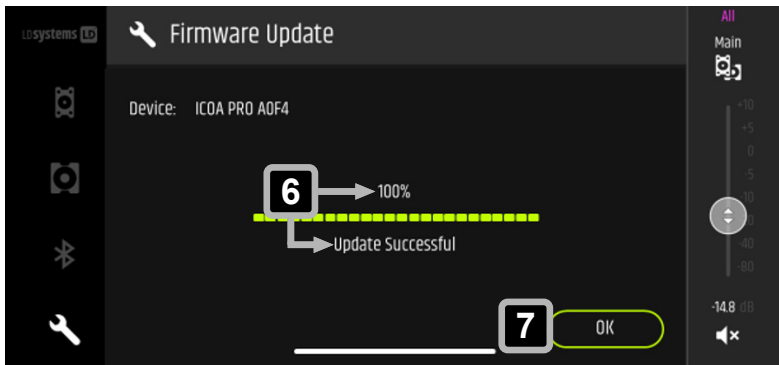 LDsystems LD
Firmware Update
Device: ICOA PRO A0F4
6
100%
Update Successful
7
OK
All
Main
+10
+5
0
-5
-10
-40
-80
-14.8 dB